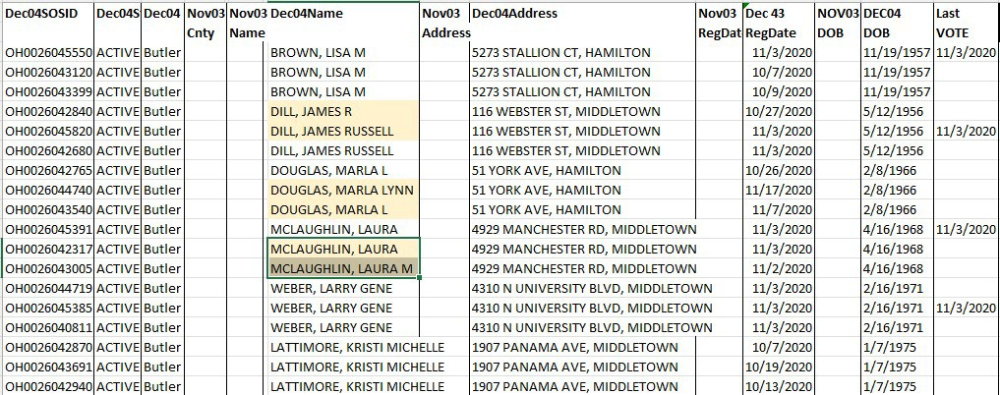 Dec04SOSID Dec04S Dec04 Nov03 Nov03 Dec04Name Nov03 Dec04Address Nov03 Dec 43 NOV03 DEC04 Last
Cnty Name Address RegDat RegDate DOB DOB VOTE
OH0026045550 ACTIVE Butler BROWN, LISA M 5273 STALLION CT, HAMILTON 11/3/2020 11/19/1957 11/3/2020
OH0026043120 ACTIVE Butler BROWN, LISA M 5273 STALLION CT, HAMILTON 10/7/2020 11/19/1957
OH0026043399 ACTIVE Butler BROWN, LISA M 5273 STALLION CT, HAMILTON 10/9/2020 11/19/1957
OH0026042840 ACTIVE Butler DILL, JAMES R 116 WEBSTER ST, MIDDLETOWN 10/27/2020 5/12/1956
OH0026045820 ACTIVE Butler DILL, JAMES RUSSELL 116 WEBSTER ST, MIDDLETOWN 11/3/2020 5/12/1956 11/3/2020
OH0026042680 ACTIVE Butler DILL, JAMES RUSSELL 116 WEBSTER ST, MIDDLETOWN 11/3/2020 5/12/1956
OH0026042765 ACTIVE Butler DOUGLAS, MARLA L 51 YORK AVE, HAMILTON 10/26/2020 2/8/1966
OH0026044740 ACTIVE Butler DOUGLAS, MARLA LYNN 51 YORK AVE, HAMILTON 11/17/2020 2/8/1966
OH0026043540 ACTIVE Butler DOUGLAS, MARLA L 51 YORK AVE, HAMILTON 11/7/2020 2/8/1966
OH0026045391 ACTIVE Butler MCLAUGHLIN, LAURA 4929 MANCHESTER RD, MIDDLETOWN 11/3/2020 4/16/1968 11/3/2020
OH0026042317 ACTIVE Butler MCLAUGHLIN, LAURA 4929 MANCHESTER RD, MIDDLETOWN 11/3/2020 4/16/1968
OH0026043005 ACTIVE Butler MCLAUGHLIN, LAURA M 4929 MANCHESTER RD, MIDDLETOWN 11/2/2020 4/16/1968
OH0026044719 ACTIVE Butler WEBER, LARRY GENE 4310 N UNIVERSITY BLVD, MIDDLETOWN 11/3/2020 2/16/1971
OH0026045385 ACTIVE Butler WEBER, LARRY GENE 4310 N UNIVERSITY BLVD, MIDDLETOWN 11/3/2020 2/16/1971 11/3/2020
OH0026040811 ACTIVE Butler WEBER, LARRY GENE 4310 N UNIVERSITY BLVD, MIDDLETOWN 11/3/2020 2/16/1971
OH0026042870 ACTIVE Butler LATTIMORE, KRISTI MICHELLE 1907 PANAMA AVE, MIDDLETOWN 10/7/2020 1/7/1975
OH0026043691 ACTIVE Butler LATTIMORE, KRISTI MICHELLE 1907 PANAMA AVE, MIDDLETOWN 10/19/2020 1/7/1975
OH0026042940 ACTIVE Butler LATTIMORE, KRISTI MICHELLE 1907 PANAMA AVE, MIDDLETOWN 10/13/2020 1/7/1975